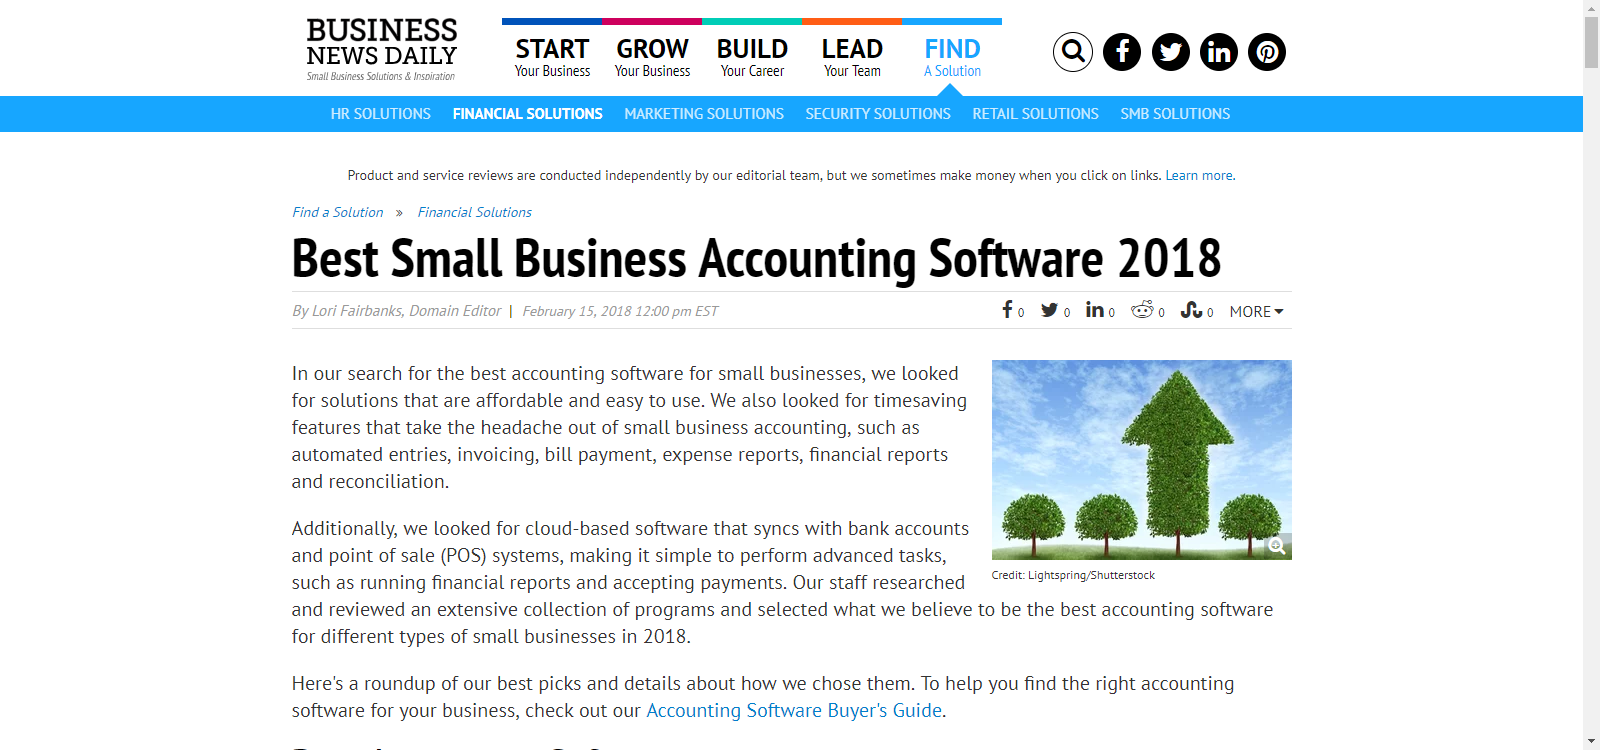 BUSINESS
NEWS DAILY
Small Business Solutions & Inspiration
START
Your Business
GROW
Your Business
BUILD
Your Career
LEAD
Your Team
FIND
A Solution
HR SOLUTIONS FINANCIAL SOLUTIONS MARKETING SOLUTIONS SECURITY SOLUTIONS RETAIL SOLUTIONS SMB SOLUTIONS
Product and service reviews are conducted independently by our editorial team, but we sometimes make money when you click on links. Learn more.
Find a Solution » Financial Solutions
Best Small Business Accounting Software 2018
By Lori Fairbanks, Domain Editor | February 15, 2018 12:00 pm EST
0 0 0 0 0 MORE
In our search for the best accounting software for small businesses, we looked
for solutions that are affordable and easy to use. We also looked for timesaving
features that take the headache out of small business accounting, such as
automated entries, invoicing, bill payment, expense reports, financial reports
and reconciliation.
Credit: Lightspring/Shutterstock
Additionally, we looked for cloud-based software that syncs with bank accounts
and point of sale (POS) systems, making it simple to perform advanced tasks,
such as running financial reports and accepting payments. Our staff researched
and reviewed an extensive collection of programs and selected what we believe to be the best accounting software
for different types of small businesses in 2018.
Here's a roundup of our best picks and details about how we chose them. To help you find the right accounting
software for your business, check out our Accounting Software Buyer's Guide.